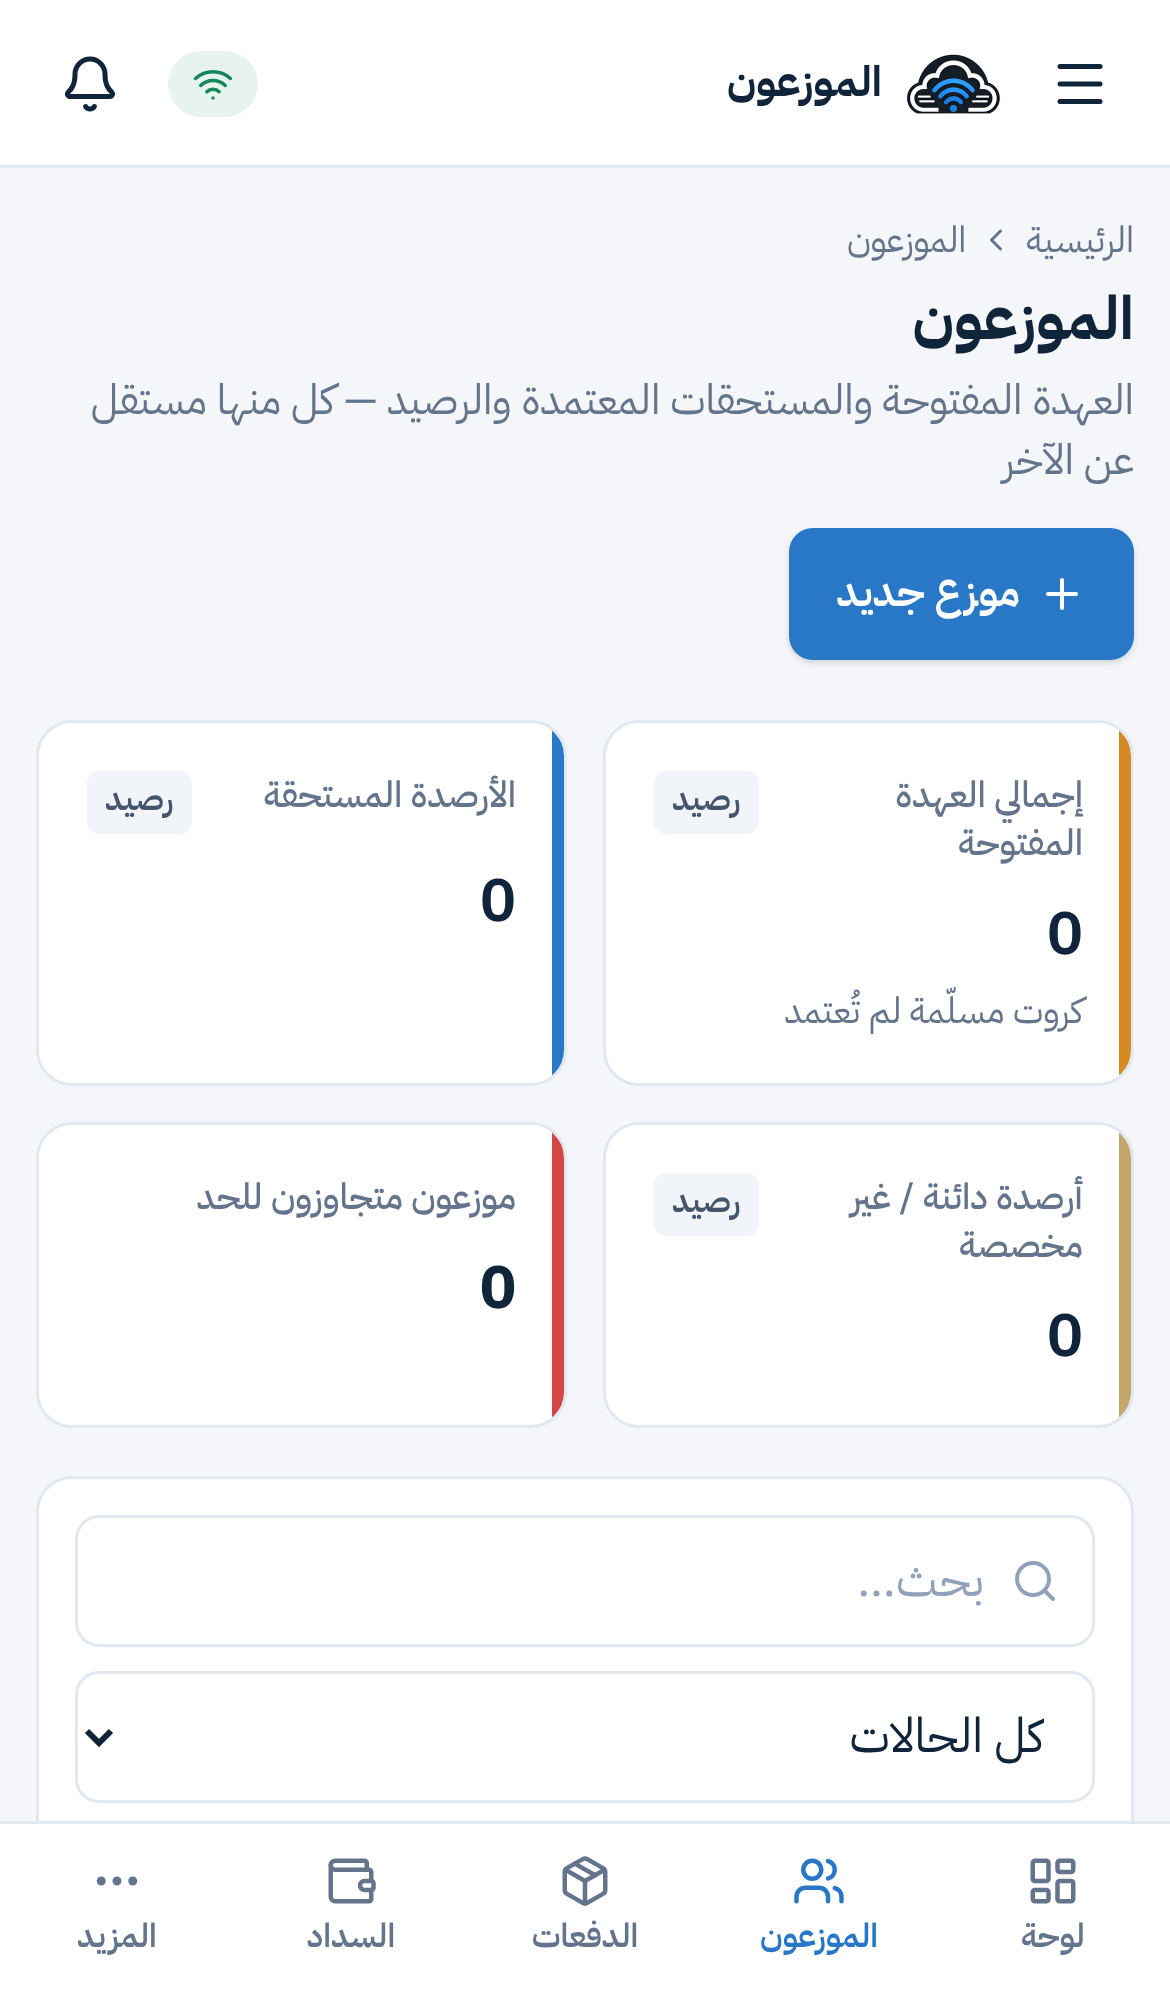 الموزعون
الرئيسية
الموزعون
الموزعون
العهدة المفتوحة والمستحقات المعتمدة والرصيد — كل منها مستقل
عن الآخر
موزع جديد
إجمالي العهدة
المفتوحة
رصيد
0
كروت مسلّمة لم تُعتمد
الأرصدة المستحقة
رصيد
0
أرصدة دائنة / غير
مخصصة
رصيد
0
موزعون متجاوزون للحد
0
بحث...
كل الحالات
لوحة
الموزعون
الدفعات
السداد
المزيد